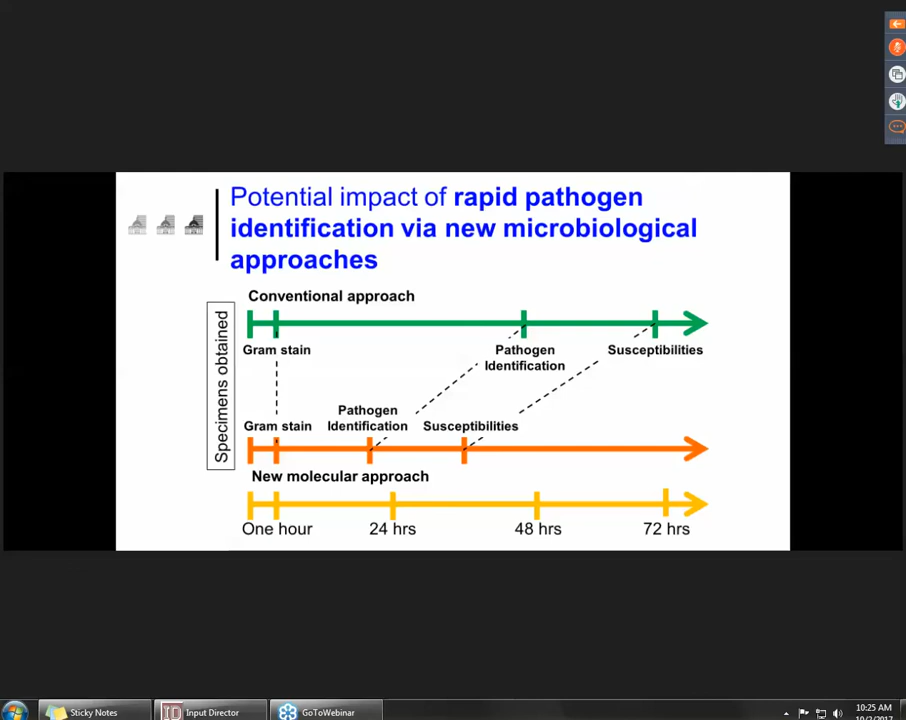 Potential impact of rapid pathogen
identification via new microbiological
approaches
Specimens obtained
Conventional approach
Gram stain
Pathogen
Identification
Susceptibilities
Gram stain
Pathogen
Identification
Susceptibilities
New molecular approach
One hour
24 hrs
48 hrs
72 hrs
Sticky Notes
ID
Input Director
GoToWebinar
10:25 AM